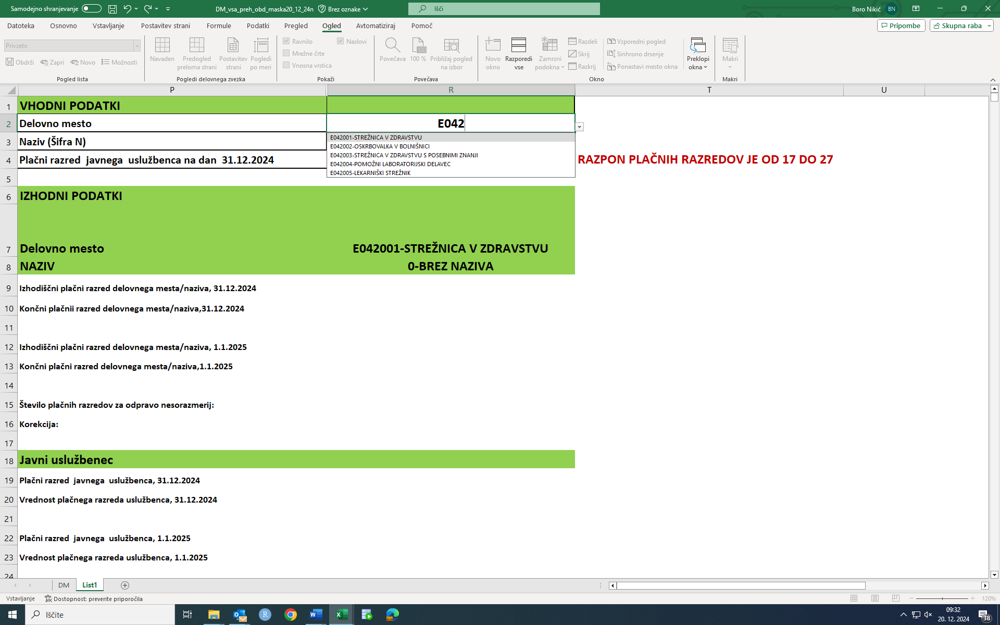 Samodejno shranjevanje
DM_vsa_preh_obd_maska20_12_24n
Brez oznake
Išči
Boro Nikić
BN
Datoteka
Osnovno
Vstavljanje
Postavitev strani
Formule
Podatki
Pregled
Ogled
Avtomatiziraj
Pomoč
Pripombe
Skupna raba
Privzeto
Obdrži
Zapri
Novo
Možnosti
Pogled lista
Navaden
Predogled
preloma strani
Postavitev
strani
Pogledi
po meri
Pogledi delovnega zvezka
Ravnilo
Naslovi
Mrežne črte
Vnosna vrstica
Pokaži
Povečava
100
100 %
Približaj pogled
na izbor
Povečava
Novo
okno
Razporedi
vse
Zamrzni
podokna
Razdeli
Skrij
Razkrij
Vzporedni pogled
Sinhrono drsenje
Ponastavi mesto okna
Preklopi
okna
Okno
Makri
Makri
P R T U
1 VHODNI PODATKI
2 Delovno mesto E042
E042001-STREŽNICA V ZDRAVSTVU
E042002-OSKRBOVALKA V BOLNIŠNICI
E042003-STREŽNICA V ZDRAVSTVU S POSEBNIMI ZNANJI
E042004-POMOŽNI LABORATORIJSKI DELAVEC
E042005-LEKARNIŠKI STREŽNIK
3 Naziv (Šifra N)
4 Plačni razred  javnega  uslužbenca na dan  31.12.2024 RAZPON PLAČNIH RAZREDOV JE OD 17 DO 27
5
6 IZHODNI PODATKI
7 Delovno mesto E042001-STREŽNICA V ZDRAVSTVU
8 NAZIV 0-BREZ NAZIVA
9 Izhodiščni plačni razred delovnega mesta/naziva, 31.12.2024
10 Končni plačnii razred delovnega mesta/naziva,31.12.2024
11
12 Izhodiščni plačni razred delovnega mesta/naziva, 1.1.2025
13 Končni plačni razred delovnega mesta/naziva,1.1.2025
14
15 Število plačnih razredov za odpravo nesorazmerij:
16 Korekcija:
17
18 Javni uslužbenec
19 Plačni razred  javnega  uslužbenca, 31.12.2024
20 Vrednost plačnega razreda uslužbenca, 31.12.2024
21
22 Plačni razred  javnega  uslužbenca, 1.1.2025
23 Vrednost plačnega razreda uslužbenca, 1.1.2025
24
DM
List1
Vstavljanje
Dostopnost: preverite priporočila
120%
Iščite
09:32
20. 12. 2024
38